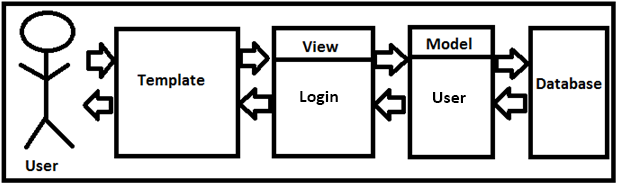 User
Template
View
Login
Model
User
Database